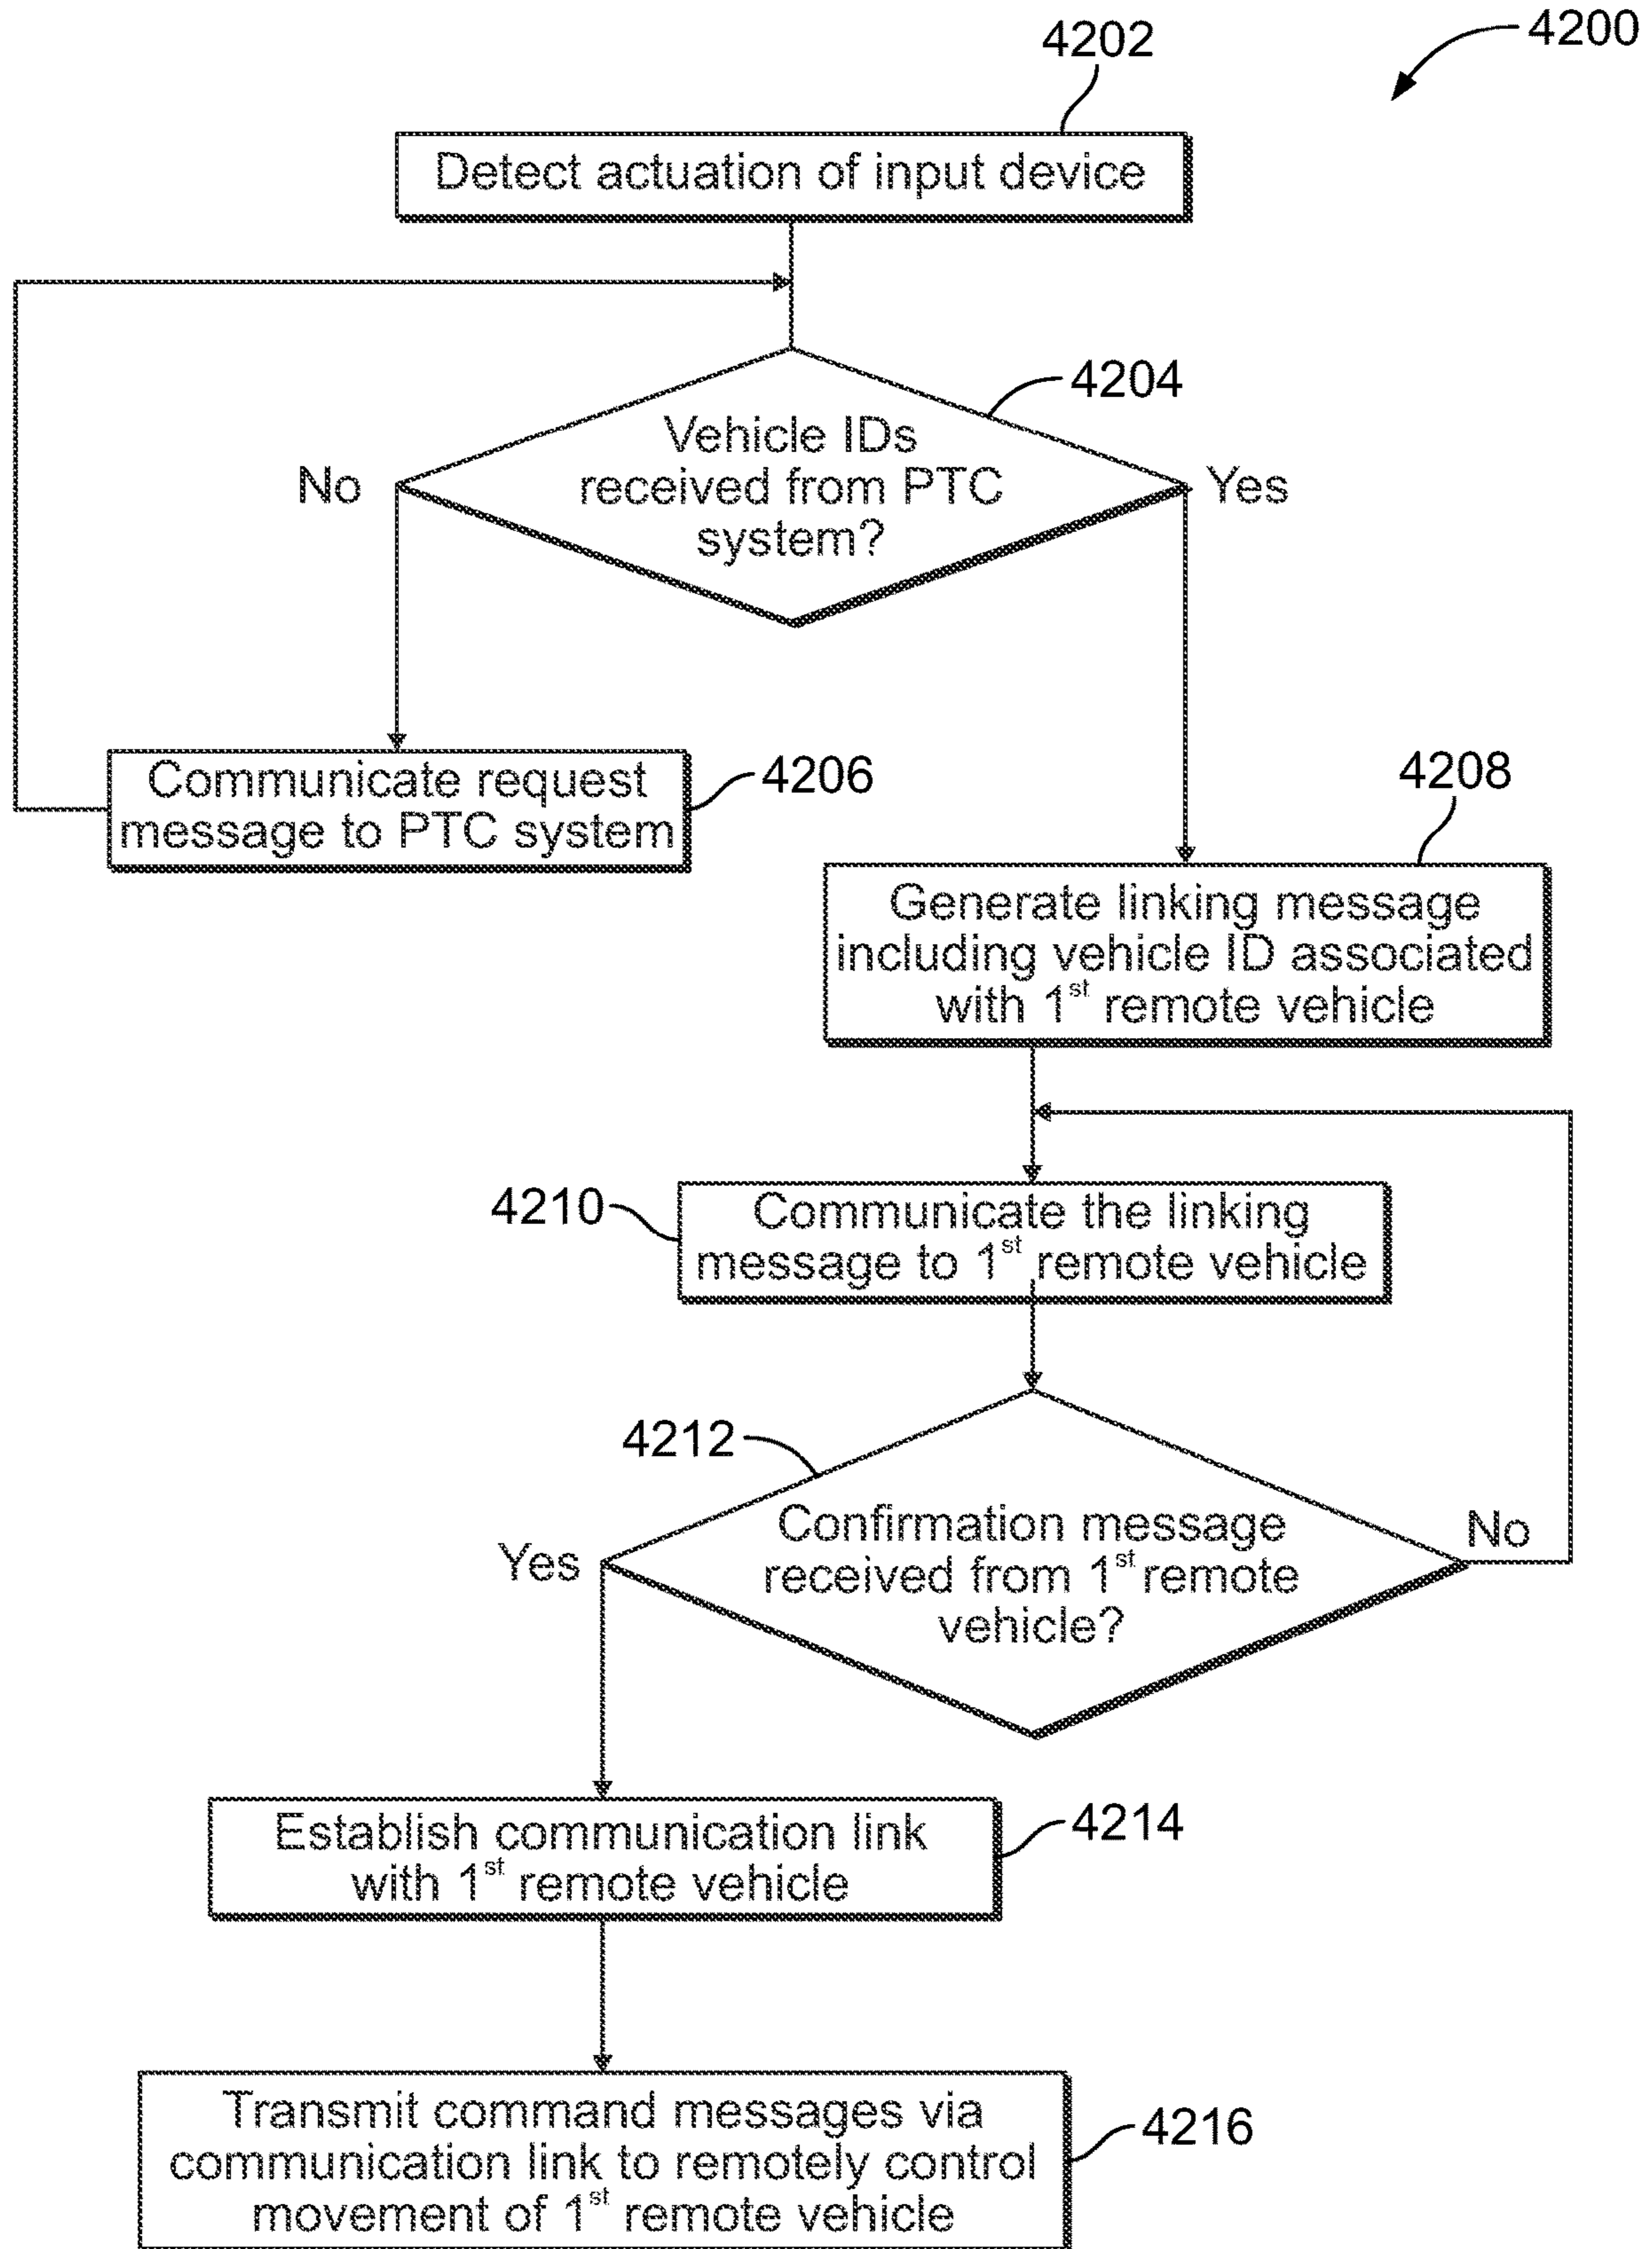 4200
4202
Detect actuation of input device
4204
Vehicle IDs
received from PTC
system?
No
Yes
Communicate request
message to PTC system
4206
4208
Generate linking message
including vehicle ID associated
with 1st remote vehicle
4210
Communicate the linking
message to 1st remote vehicle
4212
Confirmation message
received from 1st remote
vehicle?
Yes
No
Establish communication link
with 1st remote vehicle
4214
Transmit command messages via
communication link to remotely control
movement of 1st remote vehicle
4216